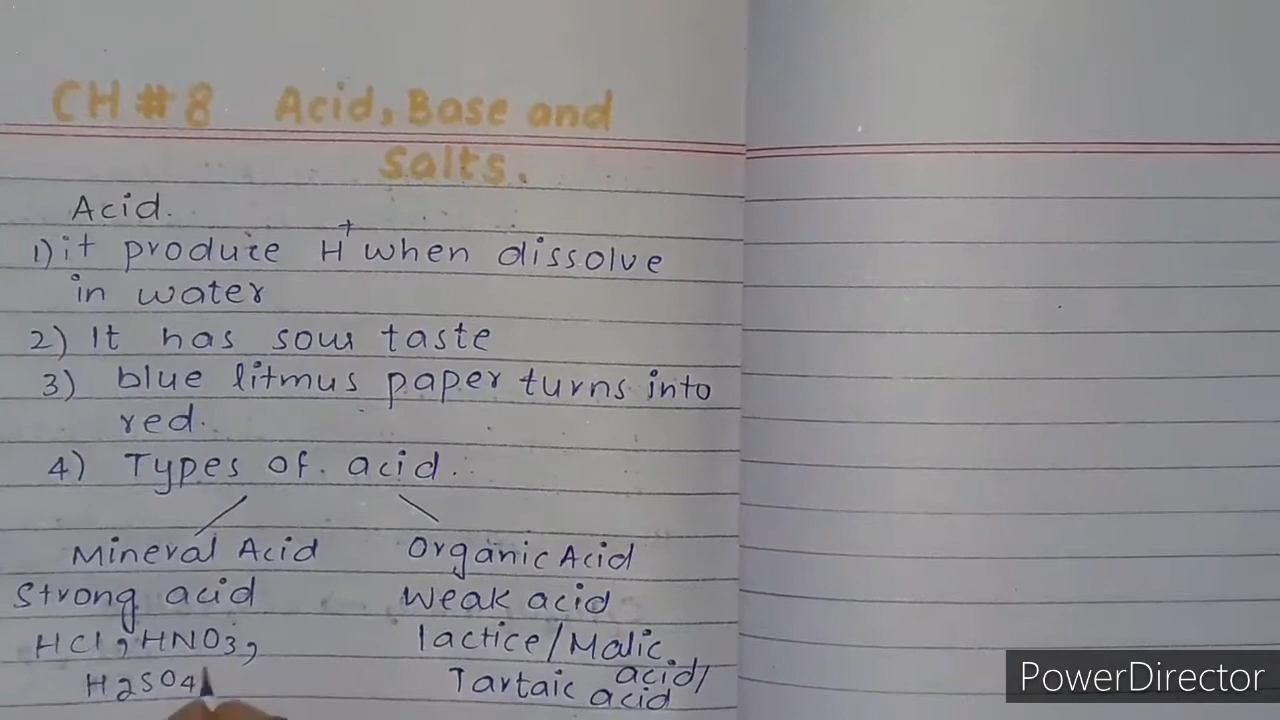 CH # 8 Acid, Base and
Salts.
Acid.
1) it produce H⁺ when dissolve
in water
2) It has sour taste
3) blue litmus paper turns into
red.
4) Types of acid.
Mineral Acid Organic Acid
Strong acid Weak acid
HCl, HNO3, lactice/Malic.
acid/
H2SO4 Tartaic acid
PowerDirector